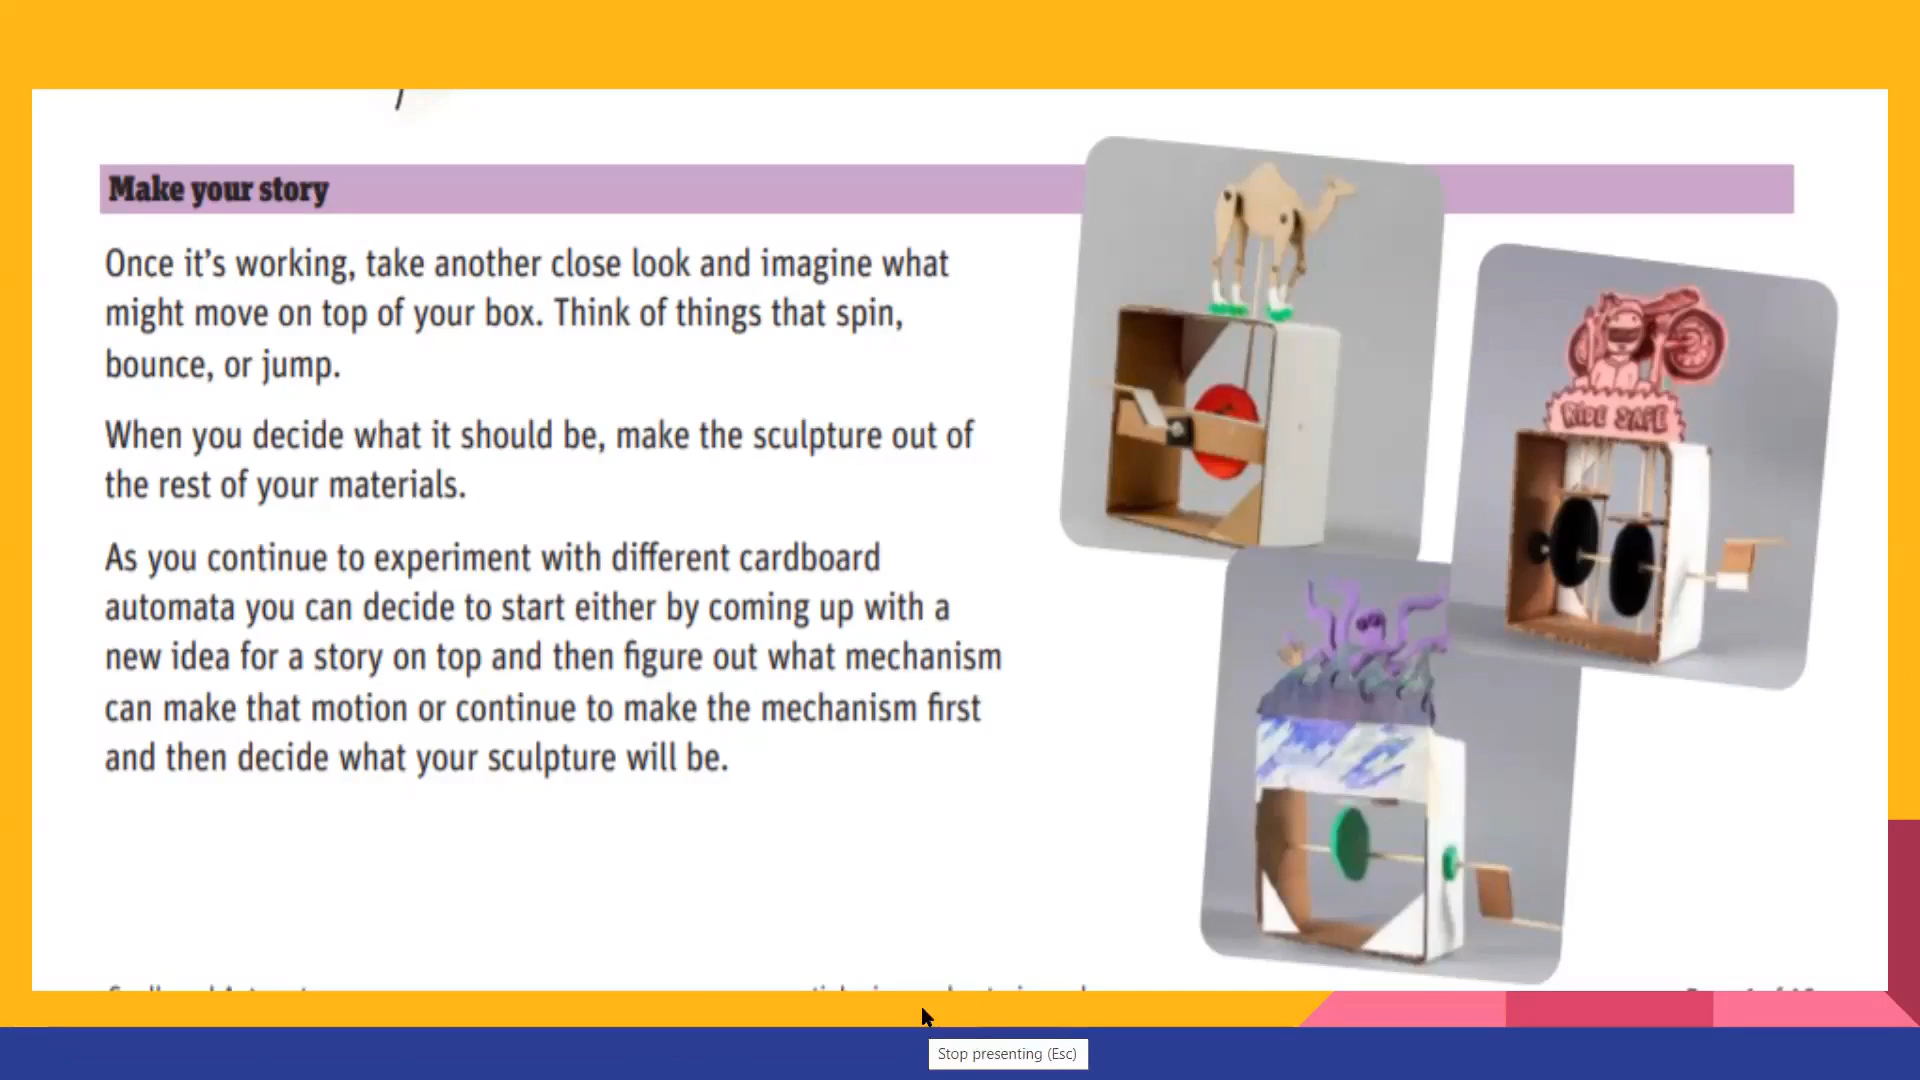 Make your story
Once it's working, take another close look and imagine what
might move on top of your box. Think of things that spin,
bounce, or jump.
When you decide what it should be, make the sculpture out of
the rest of your materials.
As you continue to experiment with different cardboard
automata you can decide to start either by coming up with a
new idea for a story on top and then figure out what mechanism
can make that motion or continue to make the mechanism first
and then decide what your sculpture will be.
RIDE SAFE
Stop presenting (Esc)